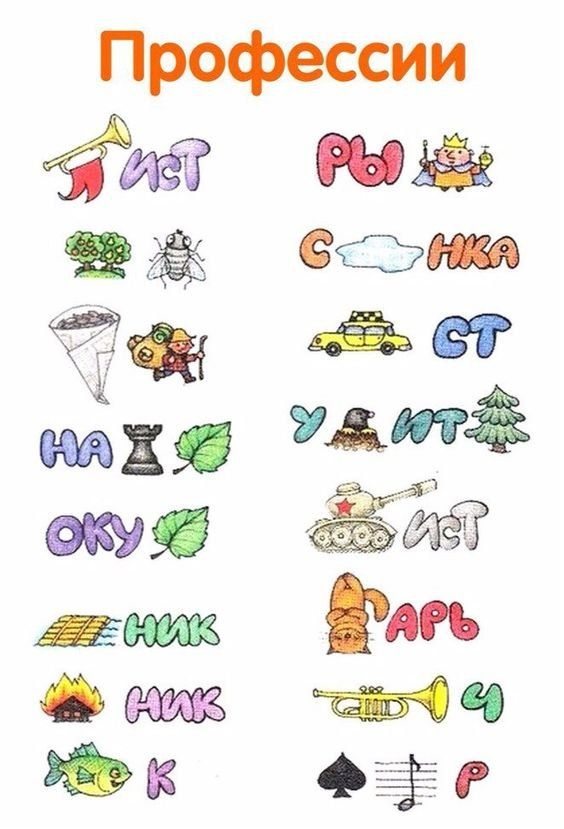 Профессии
ИСТ
РЫ
С НКА
СТ
НА
У ИТ
ОКУ
ИСТ
НИК
АРЬ
НИК
Ч
К
Р